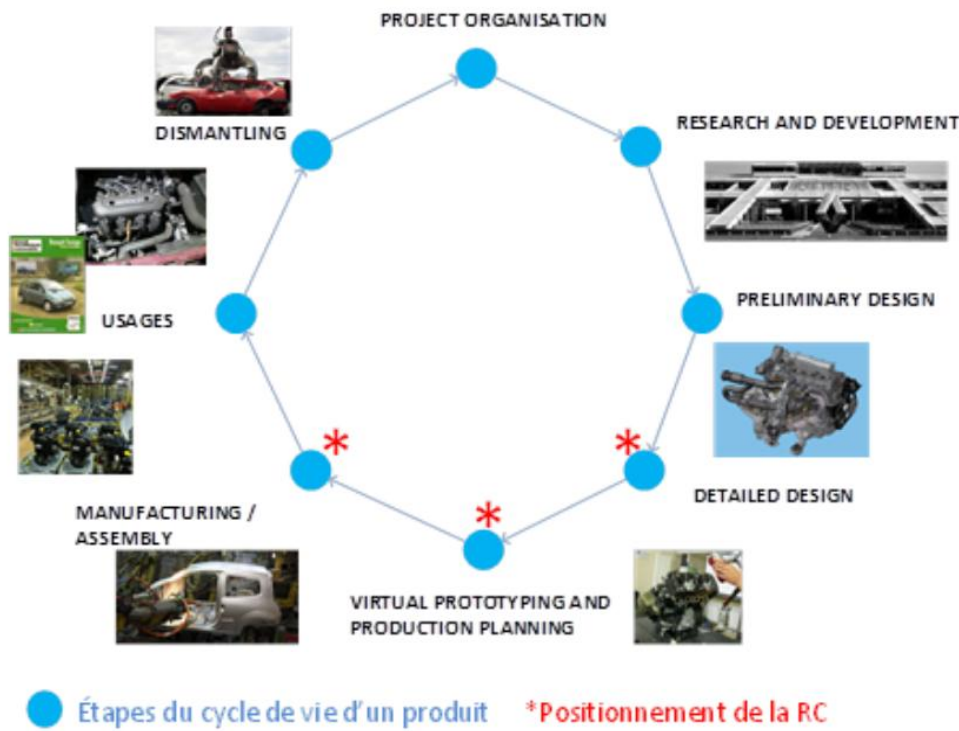 PROJECT ORGANISATION
DISMANTLING
RESEARCH AND DEVELOPMENT
PRELIMINARY DESIGN
USAGES
DETAILED DESIGN
MANUFACTURING /
ASSEMBLY
VIRTUAL PROTOTYPING AND
PRODUCTION PLANNING
Étapes du cycle de vie d'un produit *Positionnement de la RC